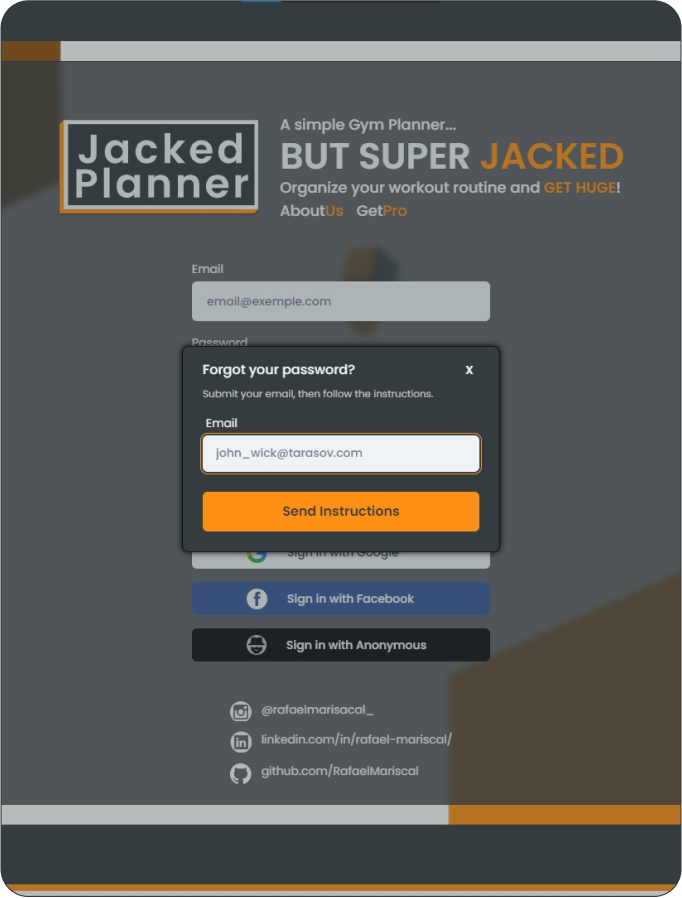 Jacked
Planner
A simple Gym Planner...
BUT SUPER JACKED
Organize your workout routine and GET HUGE!
AboutUs GetPro
Email
email@exemple.com
Password
Forgot your password?
x
Submit your email, then follow the instructions.
Email
john_wick@tarasov.com
Send Instructions
Sign in with Google
Sign in with Facebook
Sign in with Anonymous
@rafaelmarisacal_
linkedin.com/in/rafael-mariscal/
github.com/RafaelMariscal